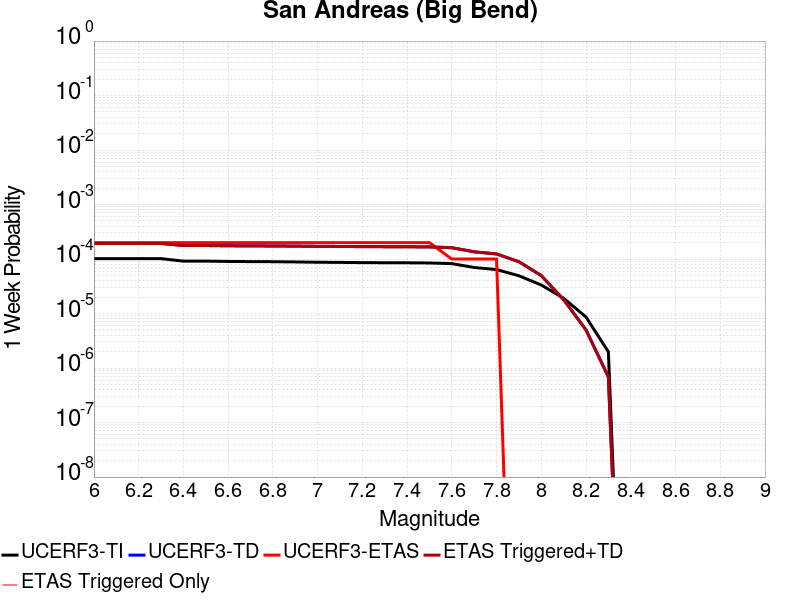 San Andreas (Big Bend)
10^0
10^-1
10^-2
10^-3
10^-4
10^-5
10^-6
10^-7
10^-8
1 Week Probability
6 6.2 6.4 6.6 6.8 7 7.2 7.4 7.6 7.8 8 8.2 8.4 8.6 8.8 9
Magnitude
UCERF3-TI UCERF3-TD UCERF3-ETAS ETAS Triggered+TD
ETAS Triggered Only